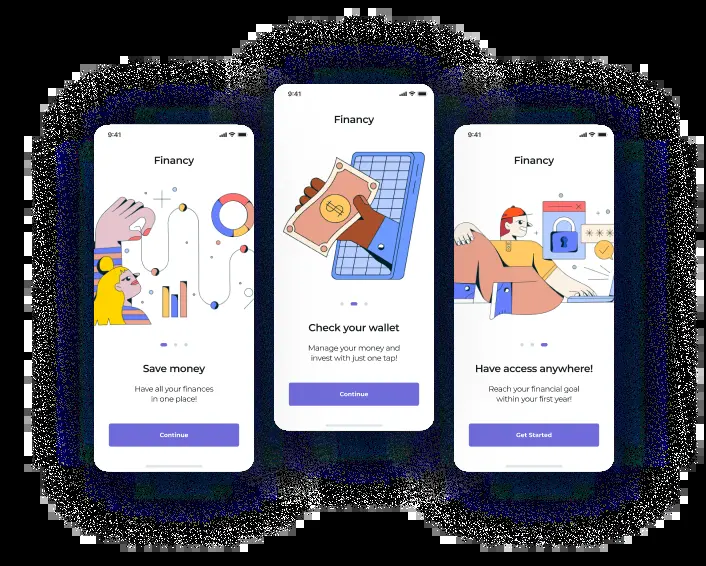 9:41
Financy
Save money
Have all your finances
in one place!
Continue
9:41
Financy
$
Check your wallet
Manage your money and
invest with just one tap!
Continue
9:41
Financy
****
Have access anywhere!
Reach your financial goal
within your first year!
Get Started